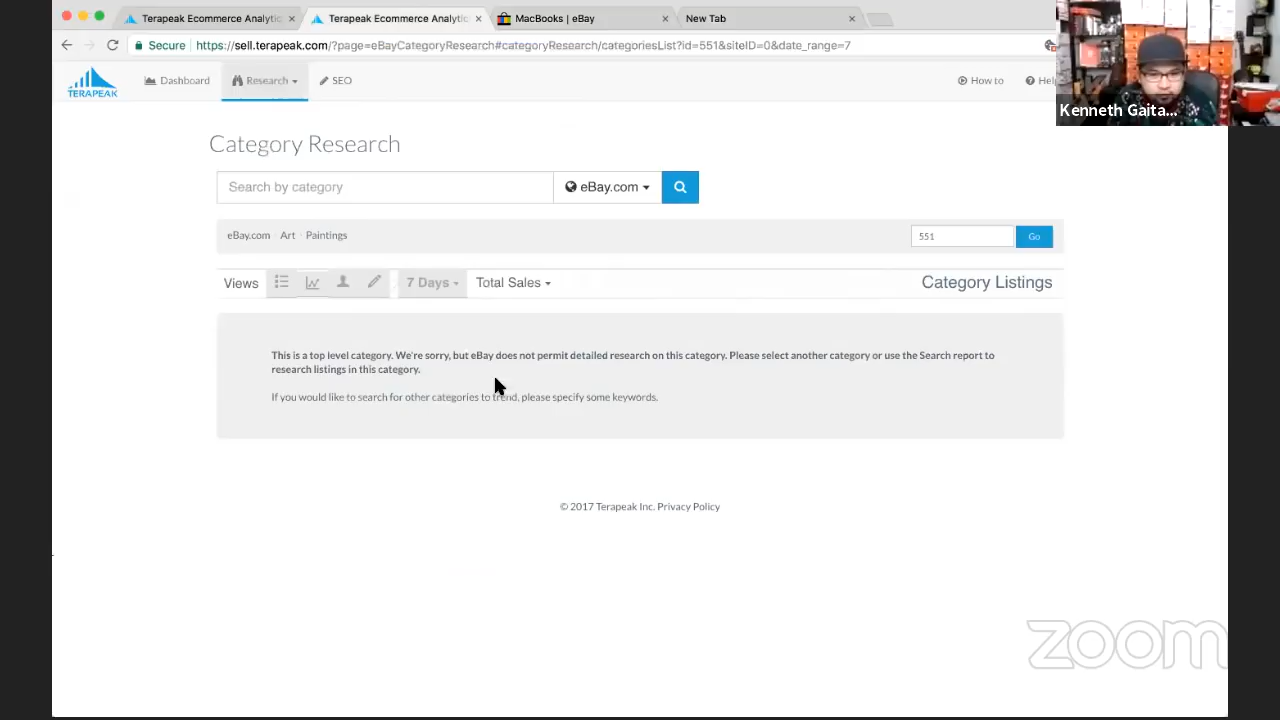 Terapeak Ecommerce Analytic
Terapeak Ecommerce Analytic
MacBooks | eBay
New Tab
Secure https://sell.terapeak.com/?page=eBayCategoryResearch#categoryResearch/categoriesList?id=551&siteID=0&date_range=7
TERAPEAK
Dashboard
Research
SEO
How to
Help
Kenneth Gaita...
Category Research
Search by category
eBay.com
eBay.com Art Paintings
551
Go
Views
7 Days
Total Sales
Category Listings
This is a top level category. We're sorry, but eBay does not permit detailed research on this category. Please select another category or use the Search report to
research listings in this category.
If you would like to search for other categories to trend, please specify some keywords.
© 2017 Terapeak Inc. Privacy Policy
zoom